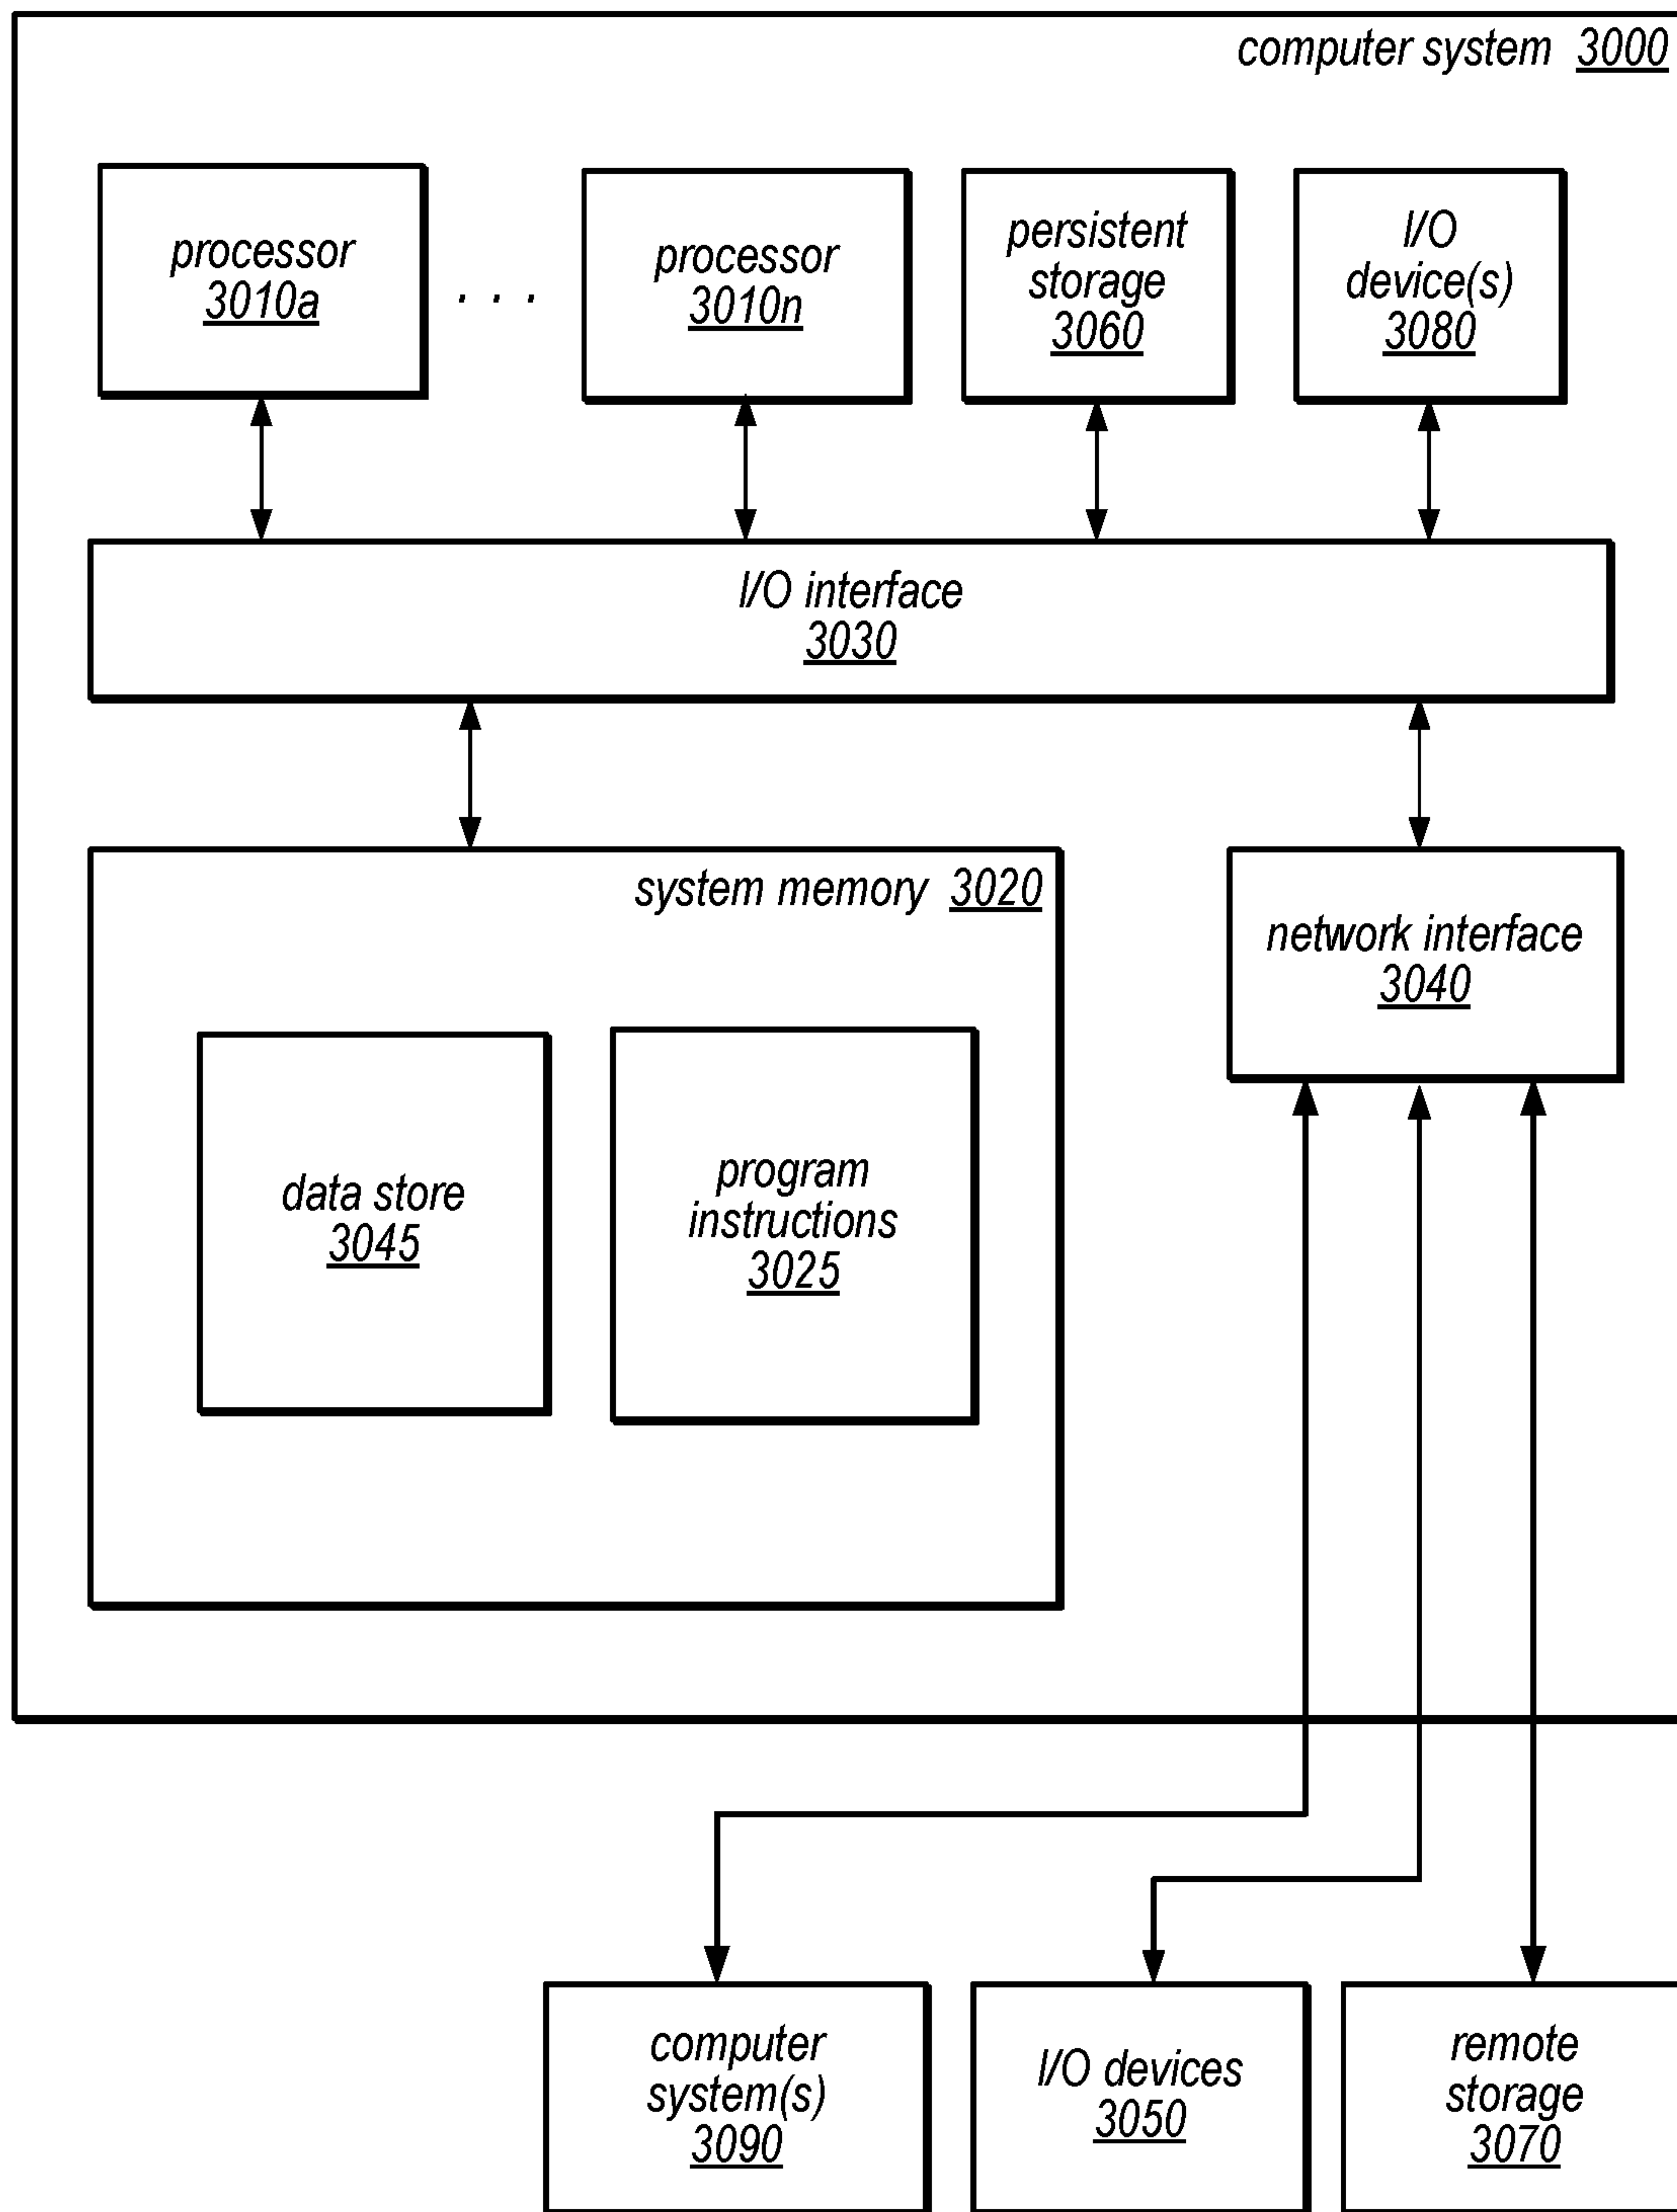 computer system 3000
processor
3010a
. . .
processor
3010n
persistent
storage
3060
I/O
device(s)
3080
I/O interface
3030
system memory 3020
network interface
3040
data store
3045
program
instructions
3025
computer
system(s)
3090
I/O devices
3050
remote
storage
3070